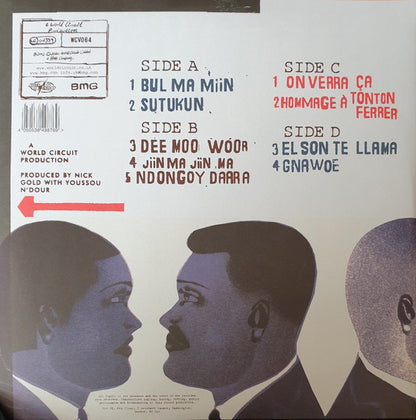 A World Circuit
Production
WCV084
BMG
SIDE A
1 BUL MA MIIN
2 SUTUKUN
SIDE B
3 DEE MOO WÓOR
4 JIIN MA JIIN MA
5 NDONGOY DAARA
SIDE C
1 ON VERRA ÇA
2 HOMMAGE À TONTON
FERRER
SIDE D
3 EL SON TE LLAMA
4 GNAWOE
A
WORLD CIRCUIT
PRODUCTION
PRODUCED BY NICK
GOLD WITH YOUSSOU
N'DOUR